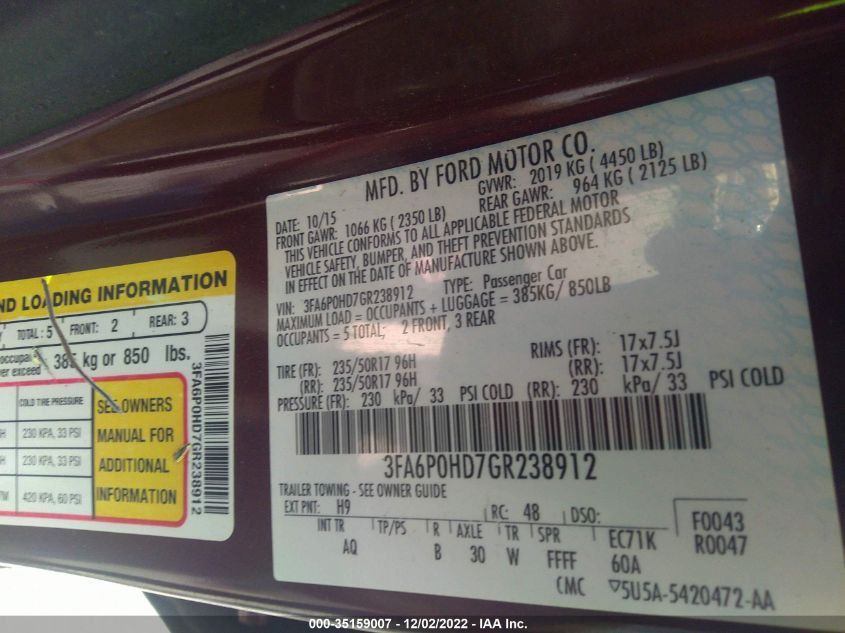 MFD. BY FORD MOTOR CO.
DATE: 10/15 GVWR: 2019 KG ( 4450 LB)
FRONT GAWR: 1066 KG ( 2350 LB) REAR GAWR: 964 KG ( 2125 LB)
THIS VEHICLE CONFORMS TO ALL APPLICABLE FEDERAL MOTOR
VEHICLE SAFETY, BUMPER, AND THEFT PREVENTION STANDARDS
IN EFFECT ON THE DATE OF MANUFACTURE SHOWN ABOVE.
VIN: 3FA6P0HD7GR238912 TYPE: Passenger Car
MAXIMUM LOAD = OCCUPANTS + LUGGAGE = 385KG/ 850LB
OCCUPANTS = 5 TOTAL; 2 FRONT, 3 REAR
TIRE (FR): 235/50R17 96H RIMS (FR): 17x7.5J
(RR): 235/50R17 96H (RR): 17x7.5J
PRESSURE (FR): 230 kPa/ 33 PSI COLD (RR): 230 kPa/ 33 PSI COLD
3FA6P0HD7GR238912
TRAILER TOWING - SEE OWNER GUIDE
EXT PNT: H9 RC: 48 DSO: F0043
INT TR TP/PS R AXLE TR SPR EC71K R0047
AQ B 30 W FFFF 60A
CMC ▽5U5A-5420472-AA
ND LOADING INFORMATION
TOTAL: 5 FRONT: 2 REAR: 3
385 kg or 850 lbs.
er exceed
COLD TIRE PRESSURE
230 KPA, 33 PSI
230 KPA, 33 PSI
420 KPA, 60 PSI
SEE OWNERS
MANUAL FOR
ADDITIONAL
INFORMATION
3FA6P0HD7GR238912
000-35159007 - 12/02/2022 - IAA Inc.